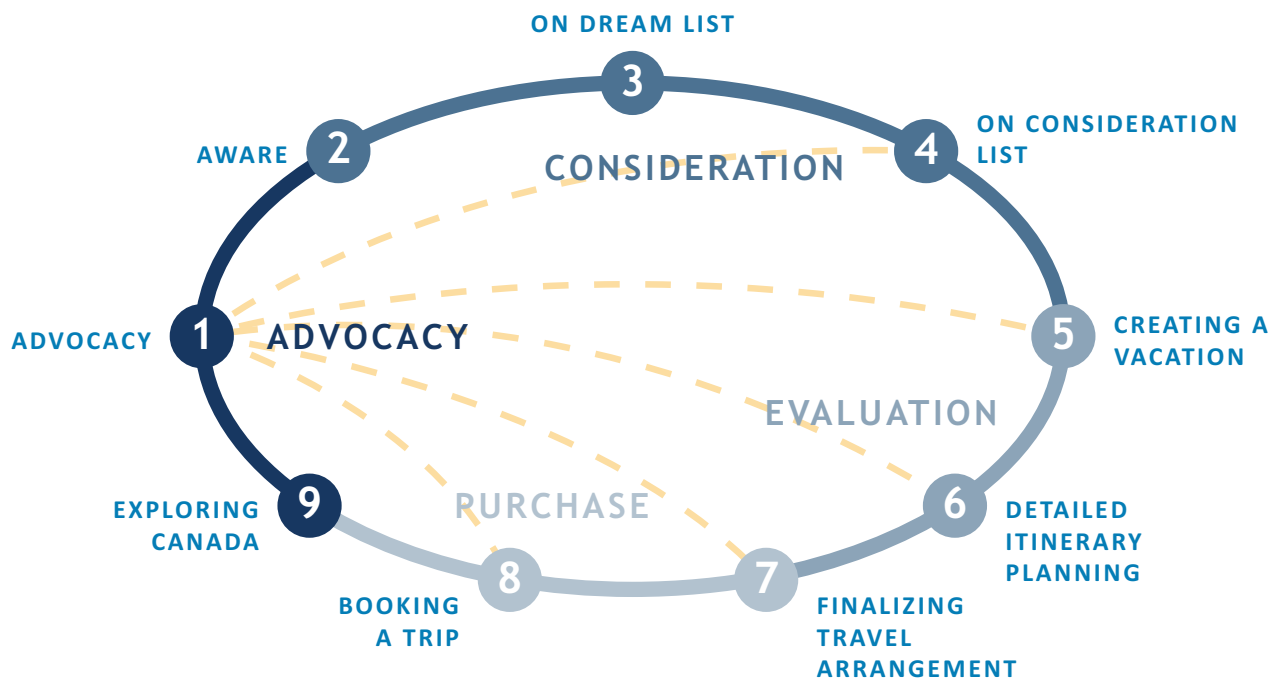 ON DREAM LIST
3
ON CONSIDERATION
LIST
4
2
AWARE
CONSIDERATION
1
ADVOCACY
ADVOCACY
5
CREATING A
VACATION
EVALUATION
PURCHASE
9
EXPLORING
CANADA
6
DETAILED
ITINERARY
PLANNING
8
BOOKING
A TRIP
7
FINALIZING
TRAVEL
ARRANGEMENT